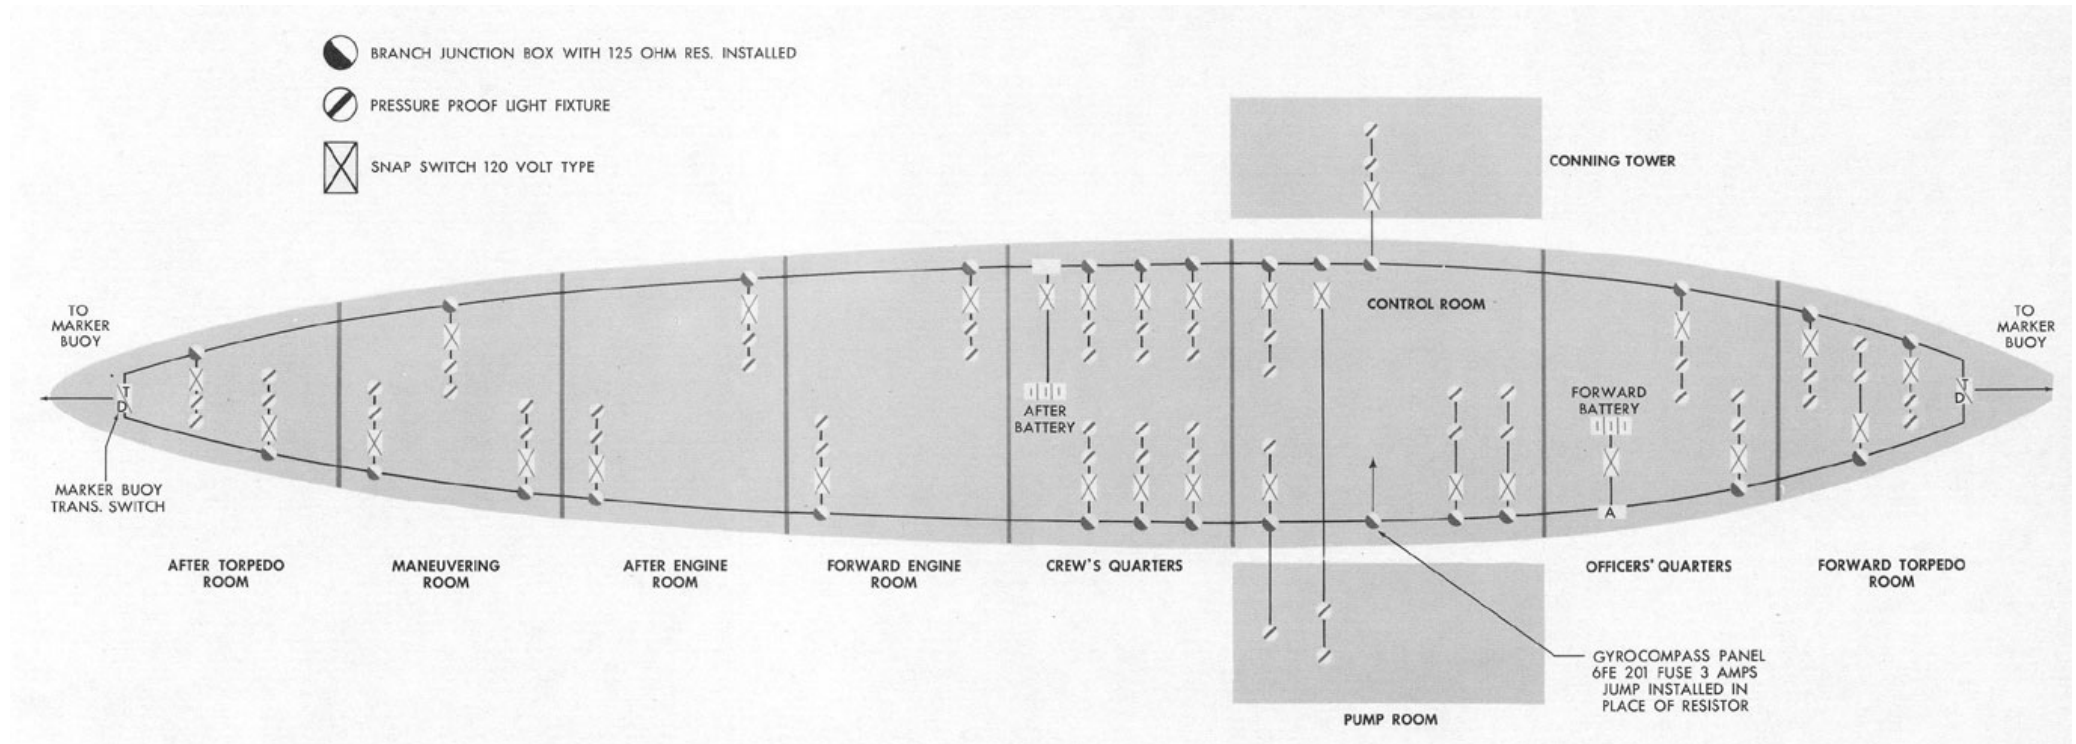 BRANCH JUNCTION BOX WITH 125 OHM RES. INSTALLED
PRESSURE PROOF LIGHT FIXTURE
SNAP SWITCH 120 VOLT TYPE
CONNING TOWER
CONTROL ROOM
TO
MARKER
BUOY
TO
MARKER
BUOY
T
D
T
D
AFTER
BATTERY
FORWARD
BATTERY
A
MARKER BUOY
TRANS. SWITCH
AFTER TORPEDO
ROOM
MANEUVERING
ROOM
AFTER ENGINE
ROOM
FORWARD ENGINE
ROOM
CREW'S QUARTERS
OFFICERS' QUARTERS
FORWARD TORPEDO
ROOM
GYROCOMPASS PANEL
6FE 201 FUSE 3 AMPS
JUMP INSTALLED IN
PLACE OF RESISTOR
PUMP ROOM